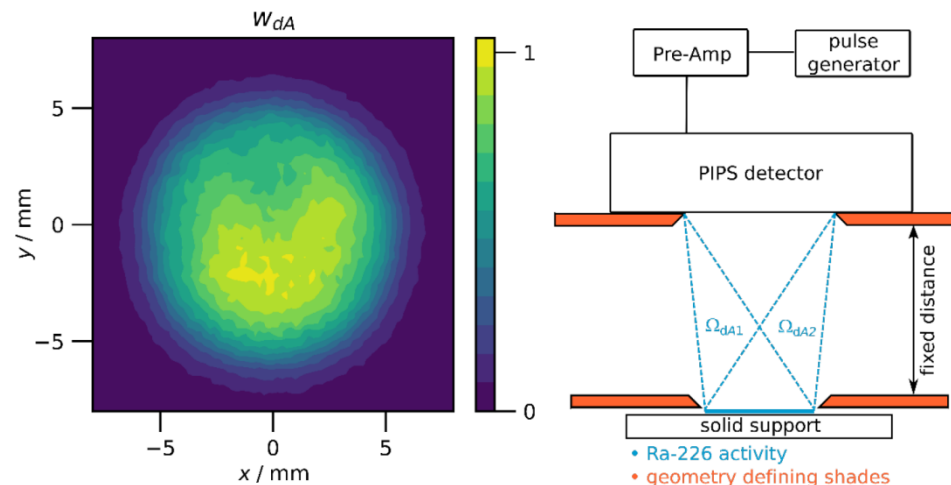 w_dA
5
0
−5
y / mm
−5
0
5
x / mm
1
0
Pre-Amp
pulse
generator
PIPS detector
Ω_dA1
Ω_dA2
fixed distance
solid support
• Ra-226 activity
• geometry defining shades